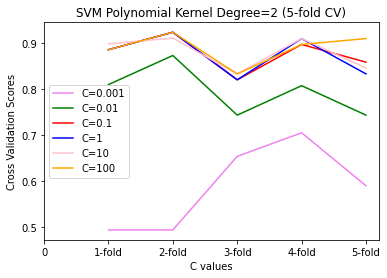 SVM Polynomial Kernel Degree=2 (5-fold CV)
Cross Validation Scores
0.9
0.8
0.7
0.6
0.5
C=0.001
C=0.01
C=0.1
C=1
C=10
C=100
0 1-fold 2-fold 3-fold 4-fold 5-fold
C values